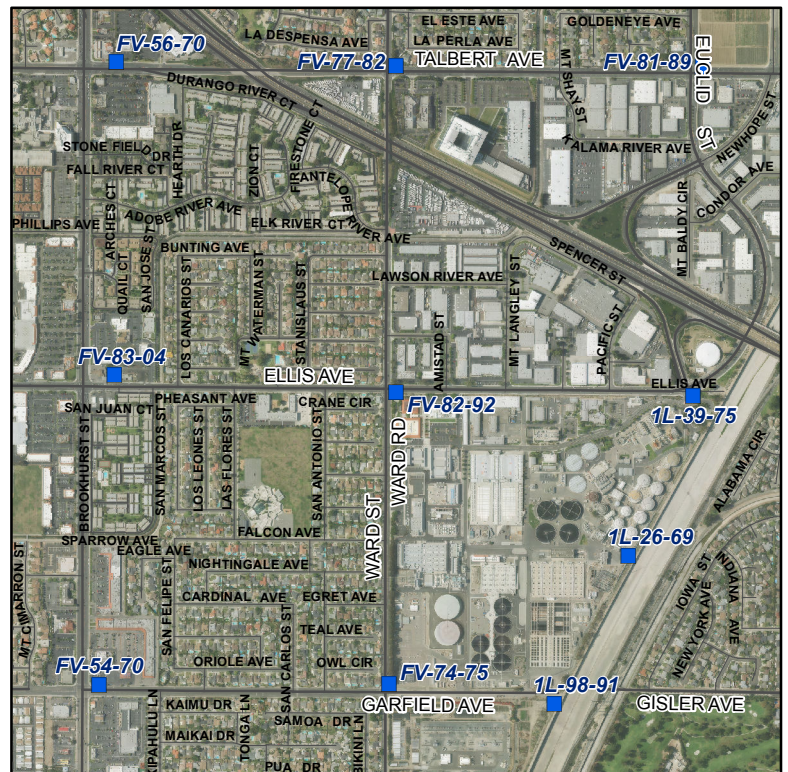 EL ESTE AVE
GOLDENEYE AVE
LA DESPENSA AVE
LA PERLA AVE
FV-56-70
FV-77-82
TALBERT AVE
FV-81-89
EUCLID ST
MT SHAY ST
DURANGO RIVER CT
NEWHOPE ST
STONE FIELD DR
HEARTH DR
ZION CT
FIRESTONE CT
KALAMA RIVER AVE
FALL RIVER CT
ANTELOPE RIVER AVE
CONDOR AVE
PHILLIPS AVE
ARCHES CT
ADOBE RIVER AVE
ELK RIVER CT
MT BALDY CIR
BUNTING AVE
SPENCER ST
QUAIL CT
SAN JOSE ST
LOS CANARIOS ST
MT WATERMAN ST
STANISLAUS ST
LAWSON RIVER AVE
MT LANGLEY ST
AMISTAD ST
PACIFIC ST
FV-83-04
ELLIS AVE
ELLIS AVE
PHEASANT AVE
CRANE CIR
FV-82-92
1L-39-75
SAN JUAN CT
BROOKHURST ST
SAN MARCOS ST
LOS LEONES ST
LAS FLORES ST
SAN ANTONIO ST
WARD RD
WARD ST
ALABAMA CIR
FALCON AVE
SPARROW AVE
EAGLE AVE
1L-26-69
NIGHTINGALE AVE
MT CIMARRON ST
SAN FELIPE ST
CARDINAL AVE
EGRET AVE
IOWA ST
INDIANA AVE
NEW YORK AVE
TEAL AVE
SAN CARLOS ST
FV-54-70
ORIOLE AVE
OWL CIR
FV-74-75
1L-98-91
GARFIELD AVE
GISLER AVE
KAIMU DR
SAMOA DR
MAIKAI DR
KIPAHULU LN
TONGA LN
BIKINI LN
PUA DR